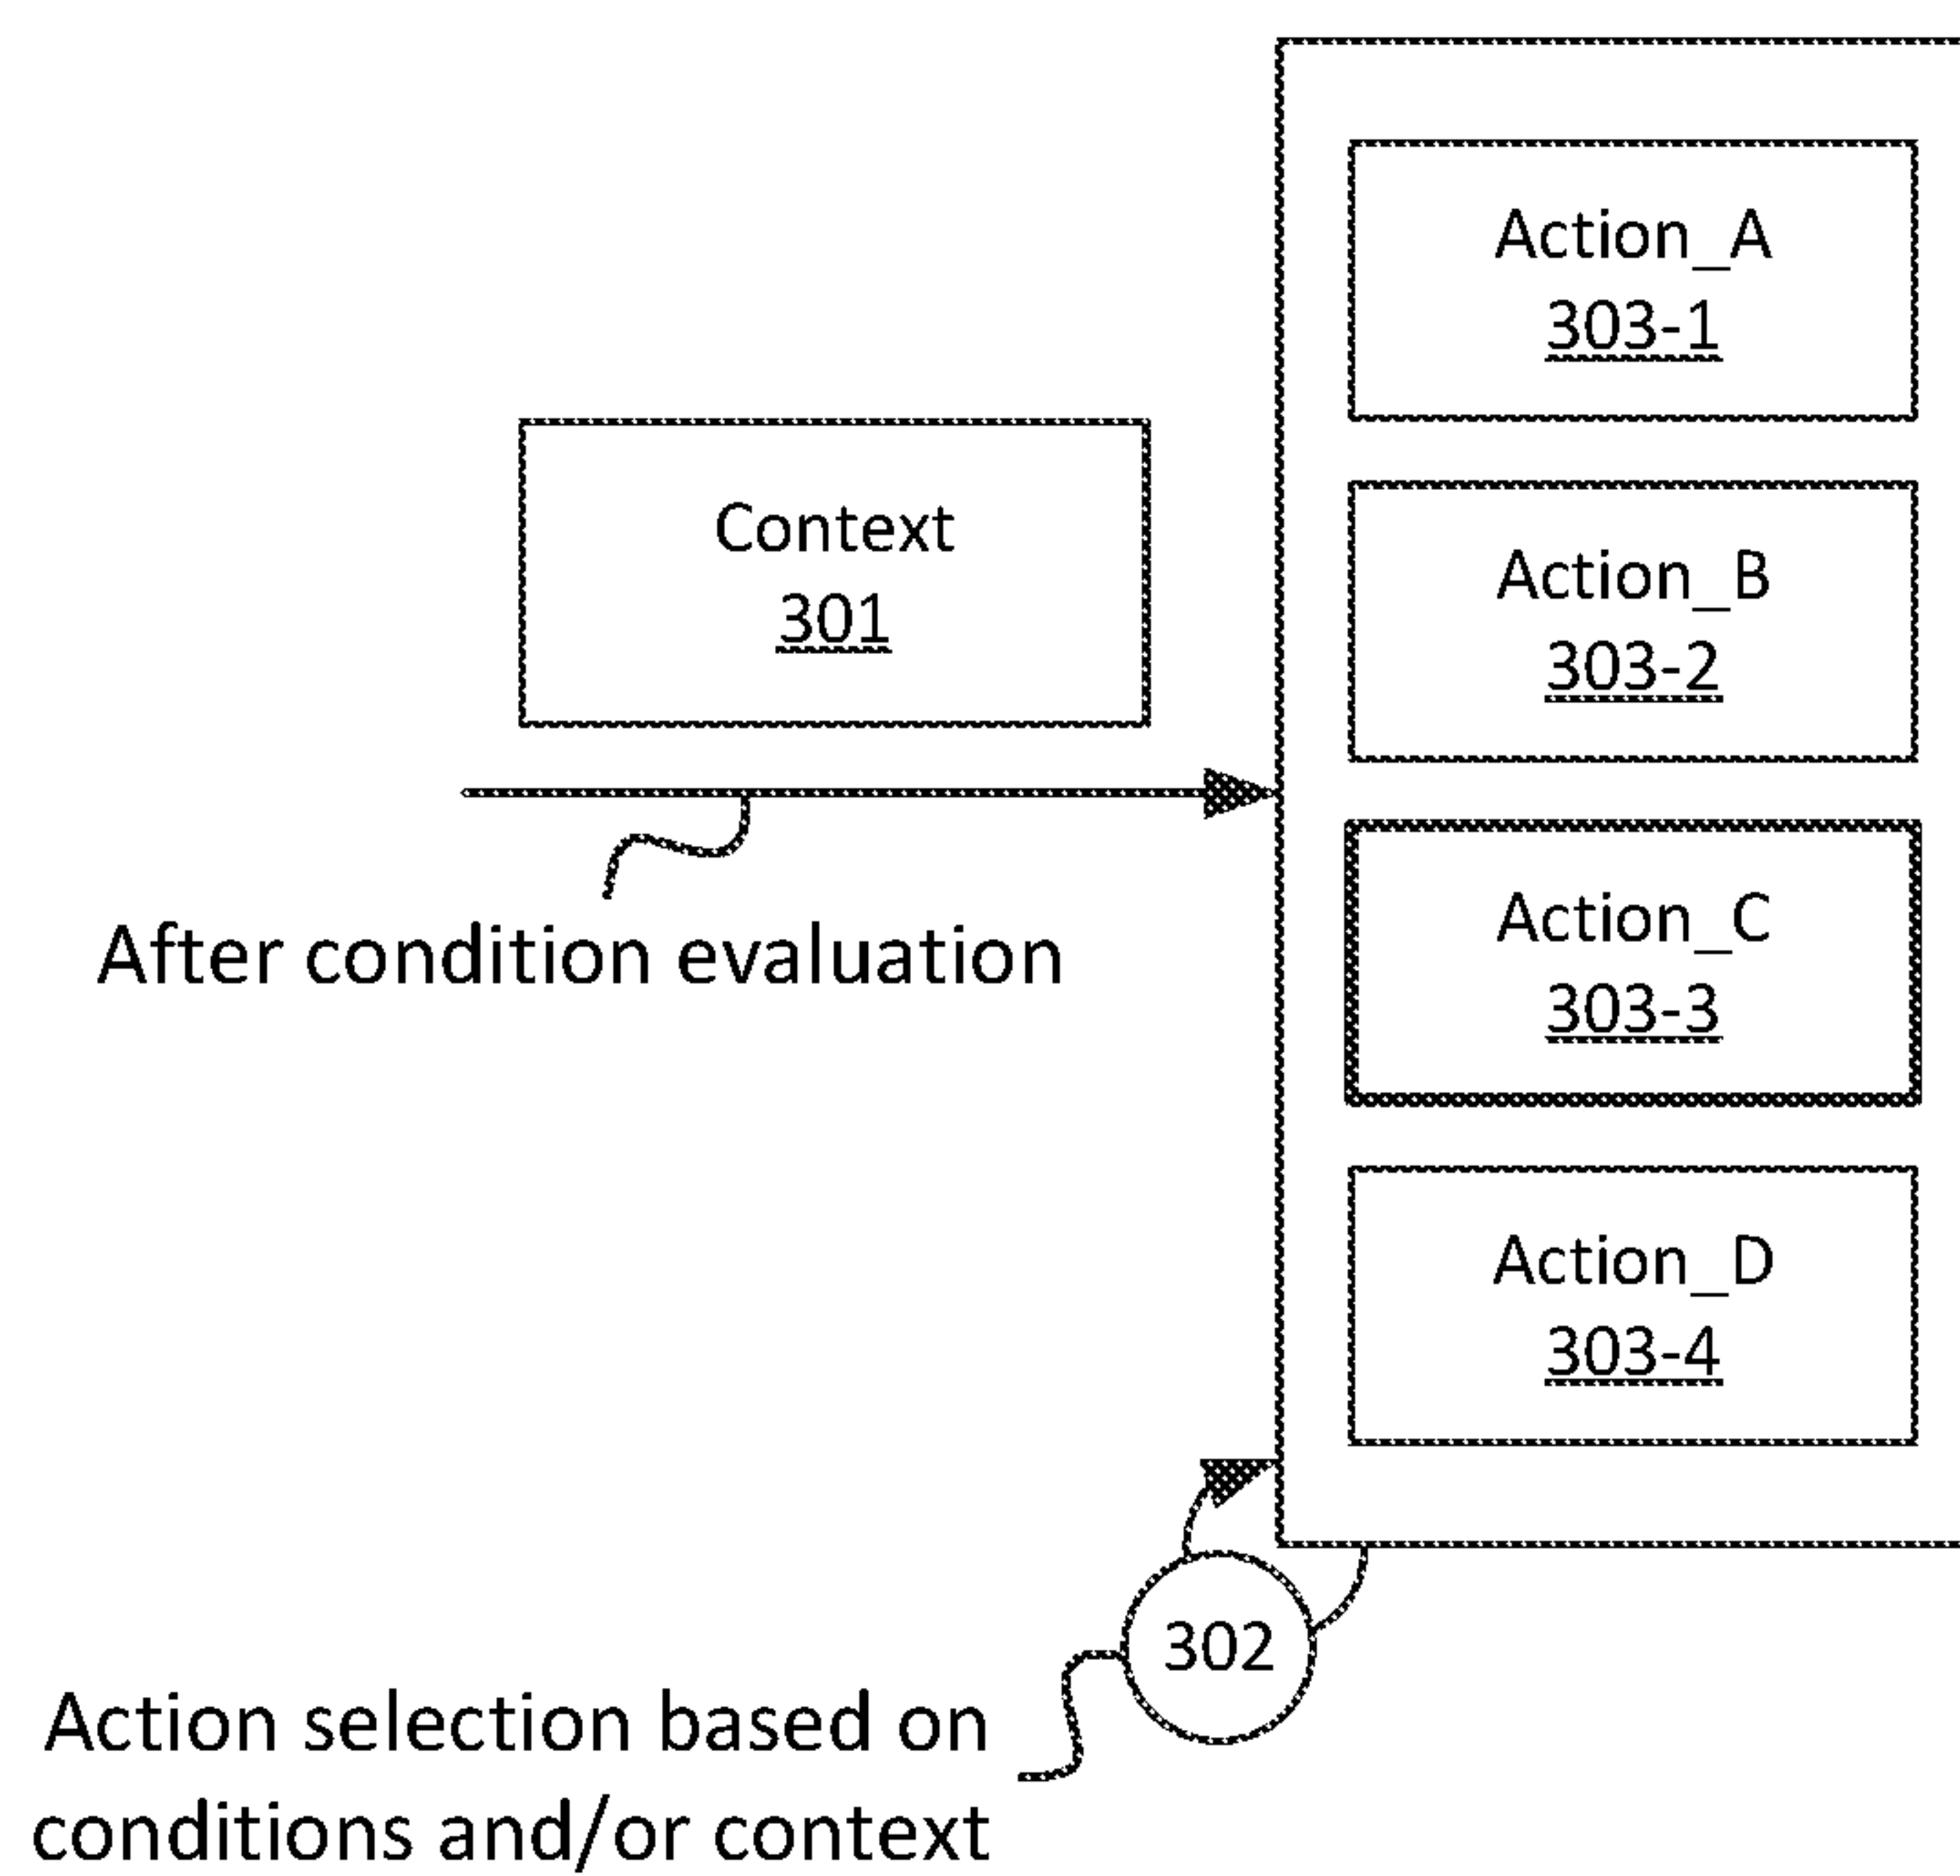 Action_A
303-1
Context
301
Action_B
303-2
After condition evaluation
Action_C
303-3
Action_D
303-4
302
Action selection based on
conditions and/or context